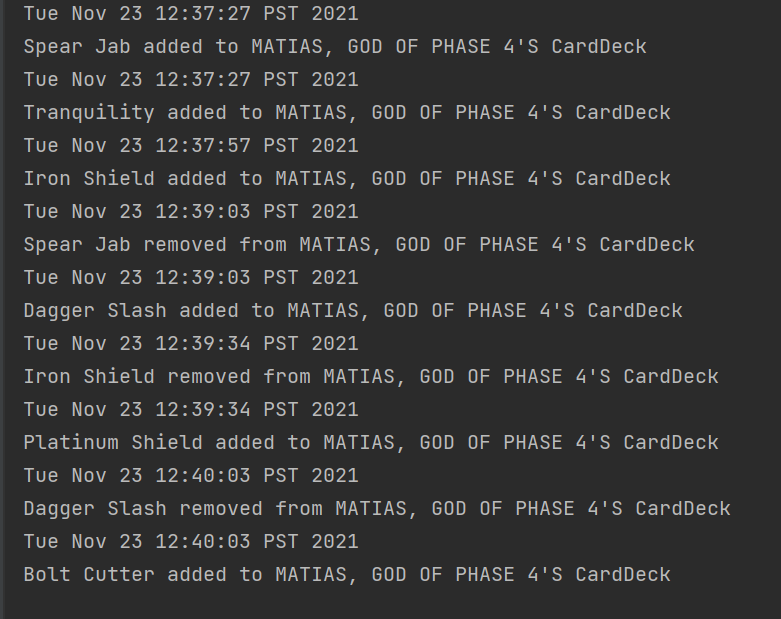 Tue Nov 23 12:37:27 PST 2021
Spear Jab added to MATIAS, GOD OF PHASE 4'S CardDeck
Tue Nov 23 12:37:27 PST 2021
Tranquility added to MATIAS, GOD OF PHASE 4'S CardDeck
Tue Nov 23 12:37:57 PST 2021
Iron Shield added to MATIAS, GOD OF PHASE 4'S CardDeck
Tue Nov 23 12:39:03 PST 2021
Spear Jab removed from MATIAS, GOD OF PHASE 4'S CardDeck
Tue Nov 23 12:39:03 PST 2021
Dagger Slash added to MATIAS, GOD OF PHASE 4'S CardDeck
Tue Nov 23 12:39:34 PST 2021
Iron Shield removed from MATIAS, GOD OF PHASE 4'S CardDeck
Tue Nov 23 12:39:34 PST 2021
Platinum Shield added to MATIAS, GOD OF PHASE 4'S CardDeck
Tue Nov 23 12:40:03 PST 2021
Dagger Slash removed from MATIAS, GOD OF PHASE 4'S CardDeck
Tue Nov 23 12:40:03 PST 2021
Bolt Cutter added to MATIAS, GOD OF PHASE 4'S CardDeck